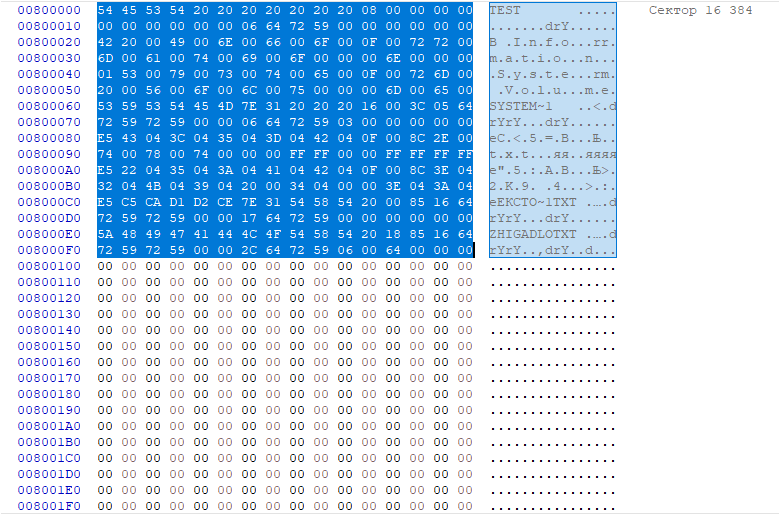 00800000 54 45 53 54 20 20 20 20 20 20 20 08 00 00 00 00 TEST ..... Сектор 16 384
00800010 00 00 00 00 00 00 06 64 72 59 00 00 00 00 00 00 .......drY......
00800020 42 20 00 49 00 6E 00 66 00 6F 00 0F 00 72 72 00 B .I.n.f.o...rr.
00800030 6D 00 61 00 74 00 69 00 6F 00 00 00 6E 00 00 00 m.a.t.i.o...n...
00800040 01 53 00 79 00 73 00 74 00 65 00 0F 00 72 6D 00 .S.y.s.t.e...rm.
00800050 20 00 56 00 6F 00 6C 00 75 00 00 00 6D 00 65 00 .V.o.l.u...m.e.
00800060 53 59 53 54 45 4D 7E 31 20 20 20 16 00 3C 05 64 SYSTEM~1 ..<.d
00800070 72 59 72 59 00 00 06 64 72 59 03 00 00 00 00 00 rYrY...drY......
00800080 E5 43 04 3C 04 35 04 3D 04 42 04 0F 00 8C 2E 00 еC.<.5.=.B...Њ..
00800090 74 00 78 00 74 00 00 00 FF FF FF FF 00 00 FF FF FF FF t.x.t...яя..яяяя
008000A0 E5 22 04 35 04 3A 04 41 04 42 04 0F 00 8C 3E 04 е".5.:.A.B...Њ>.
008000B0 32 04 4B 04 39 04 20 00 34 04 00 00 3E 04 3A 04 2.K.9. .4...>.:.
008000C0 E5 C5 CA D1 D2 CE 7E 31 54 58 54 20 00 85 16 64 еЕКСТО~1TXT .….d
008000D0 72 59 72 59 00 00 17 64 72 59 00 00 00 00 00 00 rYrY...drY......
008000E0 5A 48 49 47 41 44 4C 4F 54 58 54 20 18 85 16 64 ZHIGADLOTXT .….d
008000F0 72 59 72 59 00 00 2C 64 72 59 06 00 64 00 00 00 rYrY..,drY..d...
00800100 00 00 00 00 00 00 00 00 00 00 00 00 00 00 00 00 ................
00800110 00 00 00 00 00 00 00 00 00 00 00 00 00 00 00 00 ................
00800120 00 00 00 00 00 00 00 00 00 00 00 00 00 00 00 00 ................
00800130 00 00 00 00 00 00 00 00 00 00 00 00 00 00 00 00 ................
00800140 00 00 00 00 00 00 00 00 00 00 00 00 00 00 00 00 ................
00800150 00 00 00 00 00 00 00 00 00 00 00 00 00 00 00 00 ................
00800160 00 00 00 00 00 00 00 00 00 00 00 00 00 00 00 00 ................
00800170 00 00 00 00 00 00 00 00 00 00 00 00 00 00 00 00 ................
00800180 00 00 00 00 00 00 00 00 00 00 00 00 00 00 00 00 ................
00800190 00 00 00 00 00 00 00 00 00 00 00 00 00 00 00 00 ................
008001A0 00 00 00 00 00 00 00 00 00 00 00 00 00 00 00 00 ................
008001B0 00 00 00 00 00 00 00 00 00 00 00 00 00 00 00 00 ................
008001C0 00 00 00 00 00 00 00 00 00 00 00 00 00 00 00 00 ................
008001D0 00 00 00 00 00 00 00 00 00 00 00 00 00 00 00 00 ................
008001E0 00 00 00 00 00 00 00 00 00 00 00 00 00 00 00 00 ................
008001F0 00 00 00 00 00 00 00 00 00 00 00 00 00 00 00 00 ................